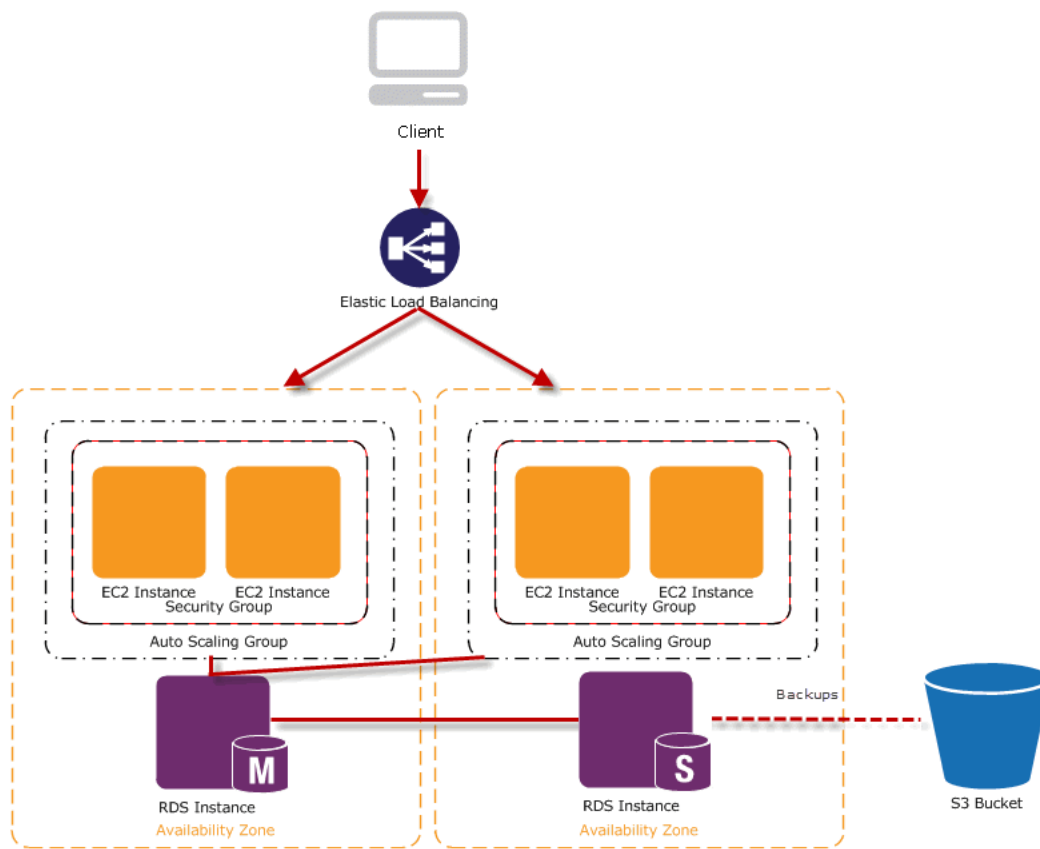 Client
Elastic Load Balancing
EC2 Instance EC2 Instance
Security Group
Auto Scaling Group
EC2 Instance EC2 Instance
Security Group
Auto Scaling Group
M
RDS Instance
Availability Zone
S
RDS Instance
Availability Zone
Backups
S3 Bucket